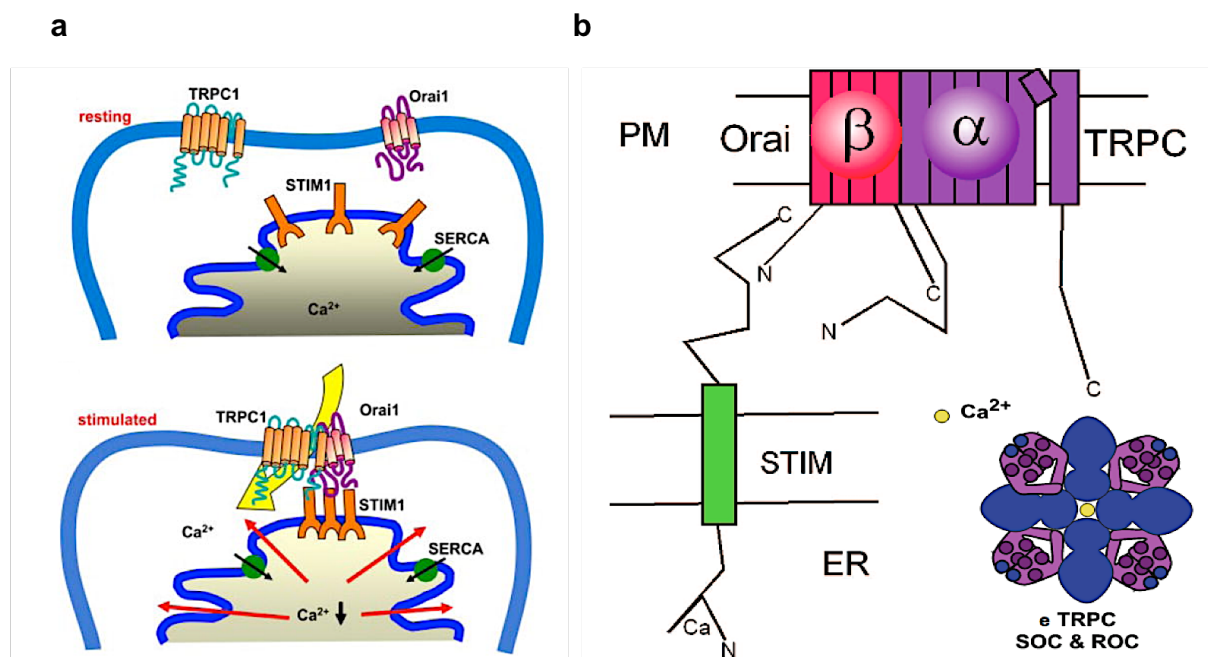 a
resting
TRPC1
Orai1
STIM1
SERCA
Ca²⁺
stimulated
TRPC1
Orai1
STIM1
Ca²⁺
SERCA
Ca²⁺
b
PM
Orai
β
α
TRPC
C
N
C
N
C
Ca²⁺
STIM
ER
Ca
N
e TRPC
SOC & ROC